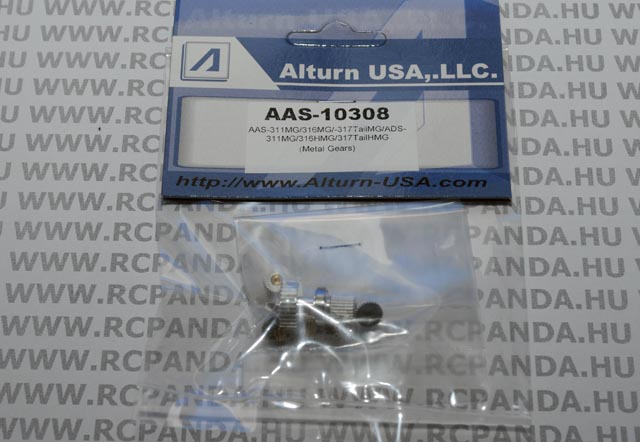 Alturn USA,.LLC.
AAS-10308
AAS-311MG/316MG/-317TailMG/ADS-
311MG/316HMG/317TailHMG
(Metal Gears)
http://www.Alturn-USA.com
WWW.RCPANDA.HU